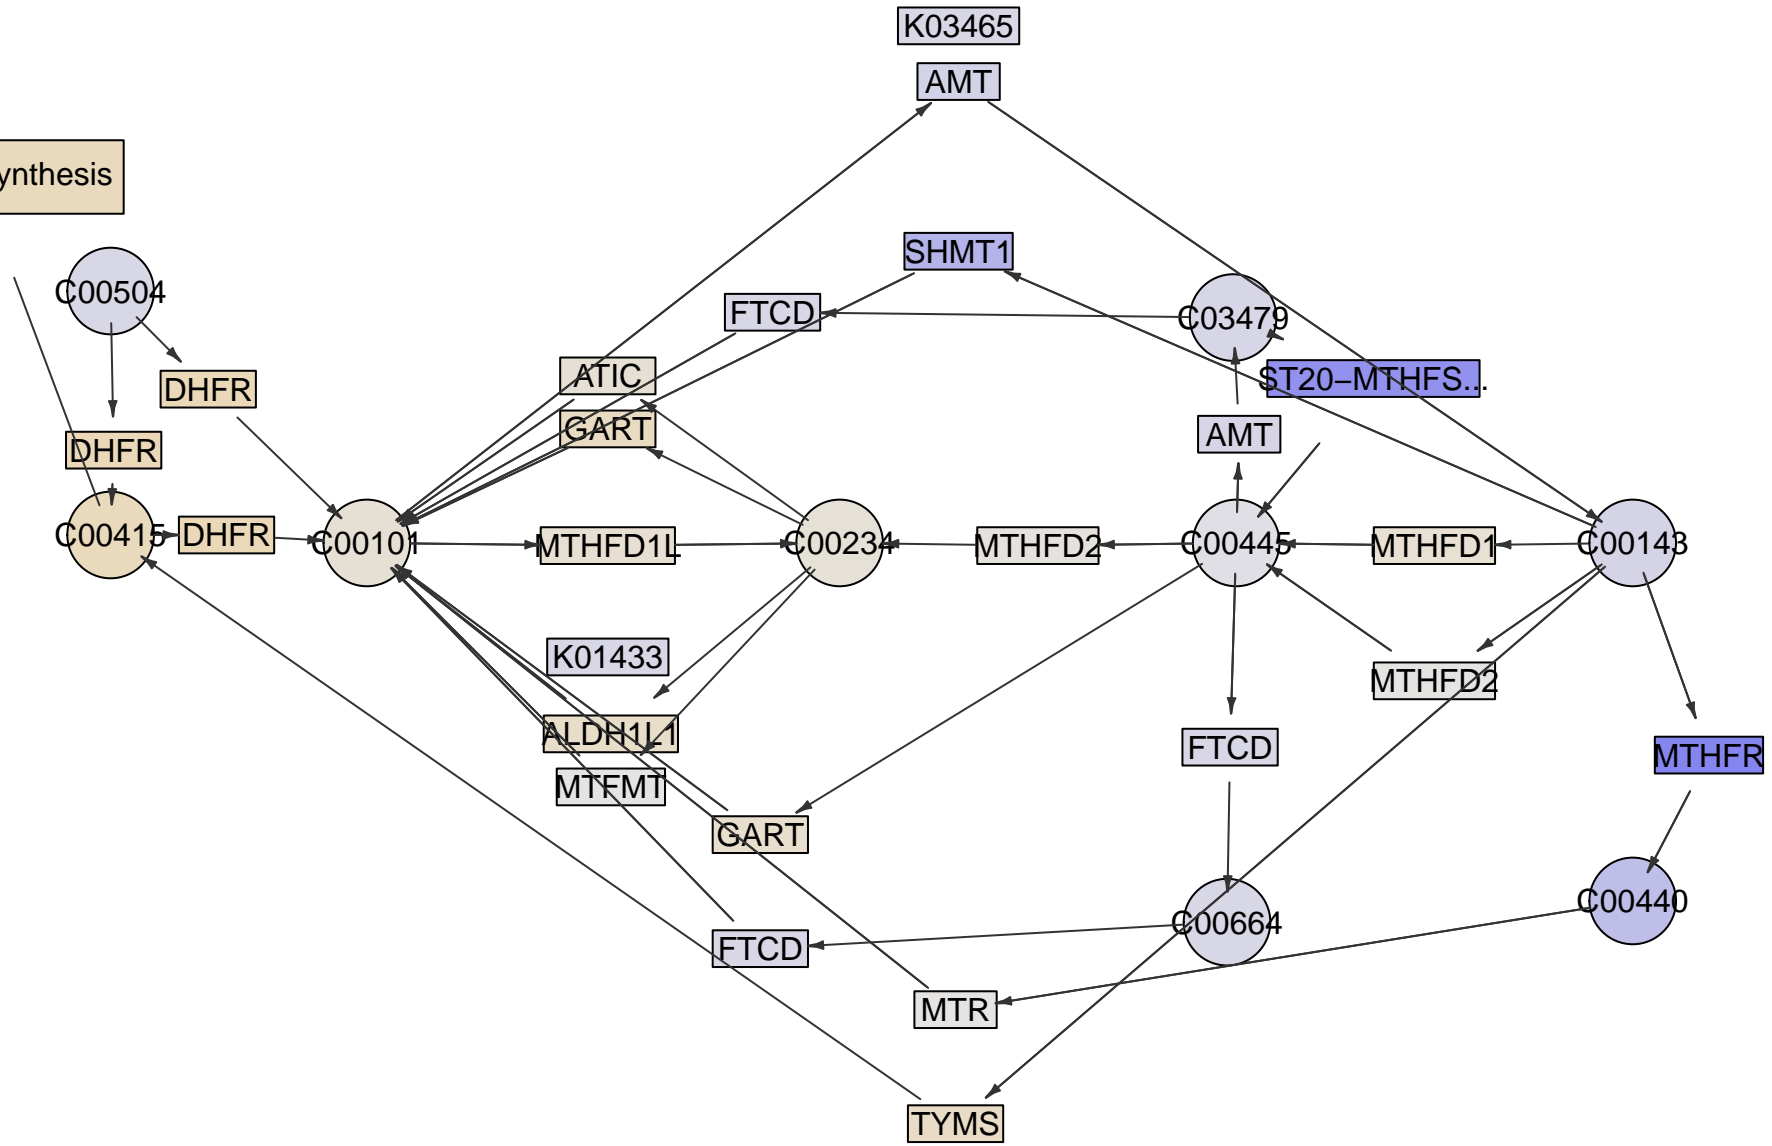 K03465
AMT
ynthesis
SHMT1
C00504
FTCD
C03479
ATIC
ST20−MTHFS...
DHFR
GART
AMT
DHFR
C00415
DHFR
C00101
MTHFD1L
C00234
MTHFD2
C00445
MTHFD1
C00143
K01433
MTHFD2
ALDH1L1
FTCD
MTHFR
MTFMT
GART
C00440
C00664
FTCD
MTR
TYMS